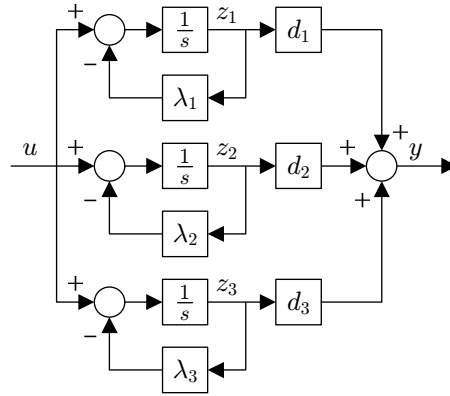 + − 1/s z₁ d₁ +
λ₁
u + − 1/s z₂ d₂ + y
λ₂ +
+ − 1/s z₃ d₃
λ₃